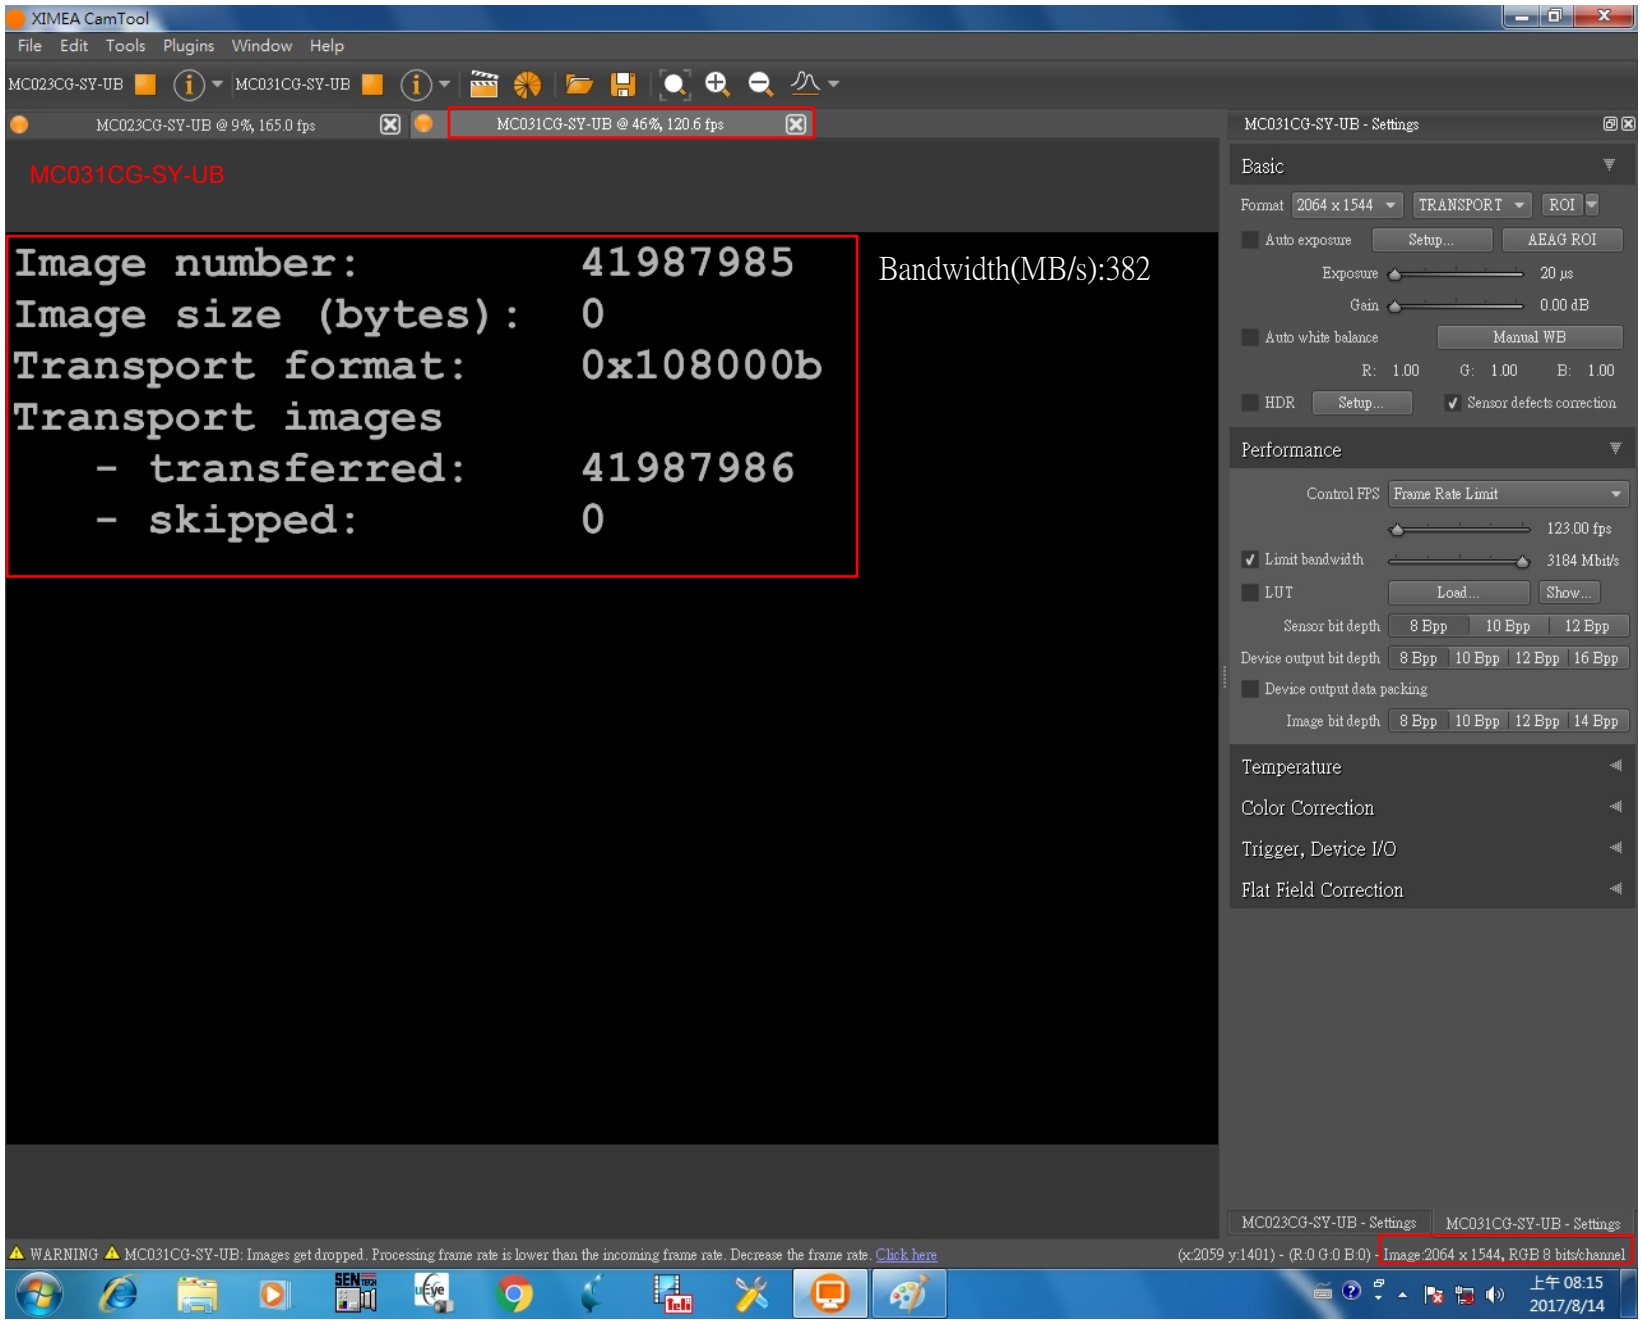 XIMEA CamTool
File Edit Tools Plugins Window Help
MC023CG-SY-UB MC031CG-SY-UB
MC023CG-SY-UB @ 9%, 165.0 fps MC031CG-SY-UB @ 46%, 120.6 fps
MC031CG-SY-UB
Image number: 41987985
Image size (bytes): 0
Transport format: 0x108000b
Transport images
- transferred: 41987986
- skipped: 0
Bandwidth(MB/s):382
MC031CG-SY-UB - Settings
Basic
Format 2064 x 1544 TRANSPORT ROI
Auto exposure Setup... AEAG ROI
Exposure 20 µs
Gain 0.00 dB
Auto white balance Manual WB
R: 1.00 G: 1.00 B: 1.00
HDR Setup... Sensor defects correction
Performance
Control FPS Frame Rate Limit
123.00 fps
Limit bandwidth 3184 Mbit/s
LUT Load... Show...
Sensor bit depth 8 Bpp 10 Bpp 12 Bpp
Device output bit depth 8 Bpp 10 Bpp 12 Bpp 16 Bpp
Device output data packing
Image bit depth 8 Bpp 10 Bpp 12 Bpp 14 Bpp
Temperature
Color Correction
Trigger, Device I/O
Flat Field Correction
MC023CG-SY-UB - Settings MC031CG-SY-UB - Settings
WARNING MC031CG-SY-UB: Images get dropped. Processing frame rate is lower than the incoming frame rate. Decrease the frame rate. Click here
(x:2059 y:1401) - (R:0 G:0 B:0) - Image:2064 x 1544, RGB 8 bits/channel
SENTECH
uEye
Teli
上午 08:15
2017/8/14